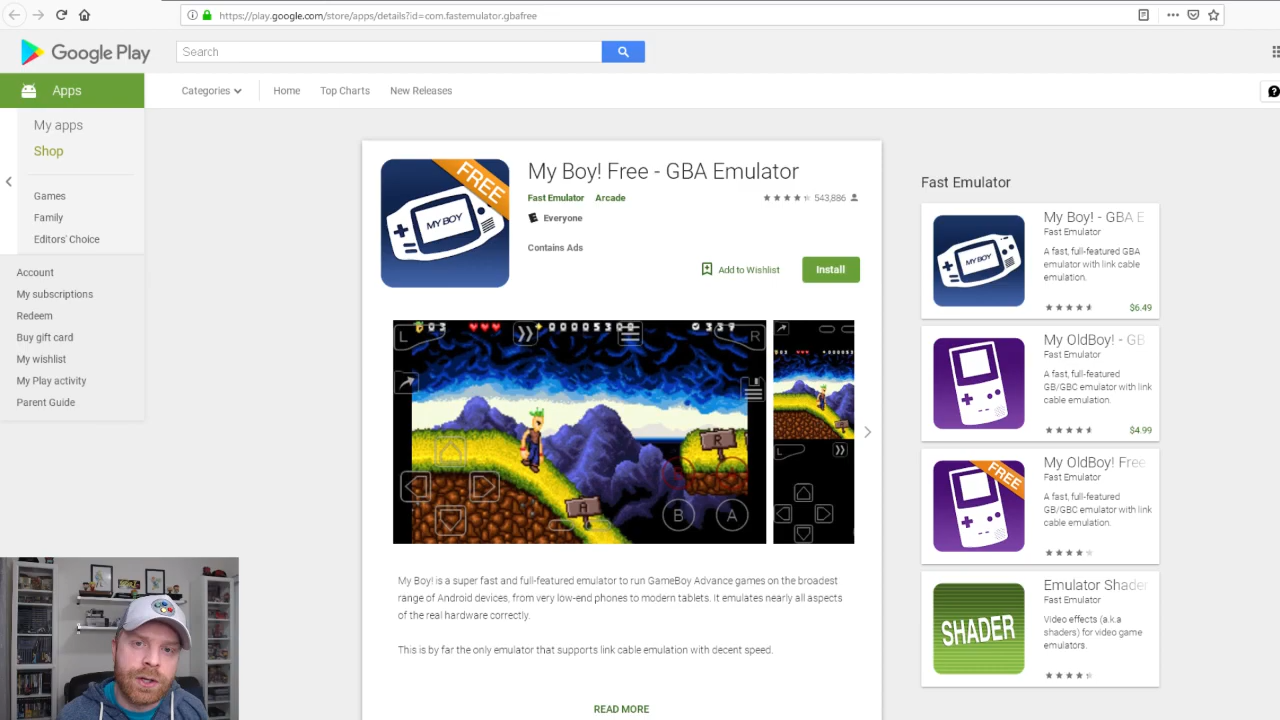 https://play.google.com/store/apps/details?id=com.fastemulator.gbafree
Google Play
Search
Apps
Categories
Home
Top Charts
New Releases
My apps
Shop
Games
Family
Editors' Choice
Account
My subscriptions
Redeem
Buy gift card
My wishlist
My Play activity
Parent Guide
FREE
MY BOY
My Boy! Free - GBA Emulator
Fast Emulator Arcade
543,886
E Everyone
Contains Ads
Add to Wishlist
Install
L
R
A
R
B
A
L
My Boy! is a super fast and full-featured emulator to run GameBoy Advance games on the broadest
range of Android devices, from very low-end phones to modern tablets. It emulates nearly all aspects
of the real hardware correctly.
This is by far the only emulator that supports link cable emulation with decent speed.
READ MORE
Fast Emulator
MY BOY
My Boy! - GBA E
Fast Emulator
A fast, full-featured GBA
emulator with link cable
emulation.
$6.49
My OldBoy! - GB
Fast Emulator
A fast, full-featured
GB/GBC emulator with link
cable emulation.
$4.99
FREE
My OldBoy! Free
Fast Emulator
A fast, full-featured
GB/GBC emulator with link
cable emulation.
SHADER
Emulator Shader
Fast Emulator
Video effects (a.k.a
shaders) for video game
emulators.